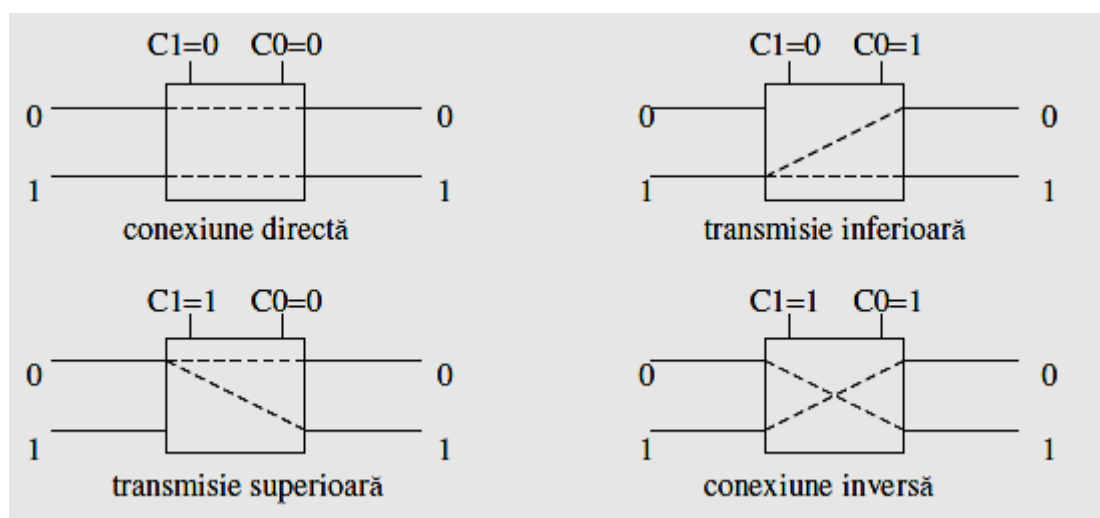 C1=0 C0=0
0 0
1 1
conexiune directă
C1=0 C0=1
0 0
1 1
transmisie inferioară
C1=1 C0=0
0 0
1 1
transmisie superioară
C1=1 C0=1
0 0
1 1
conexiune inversă